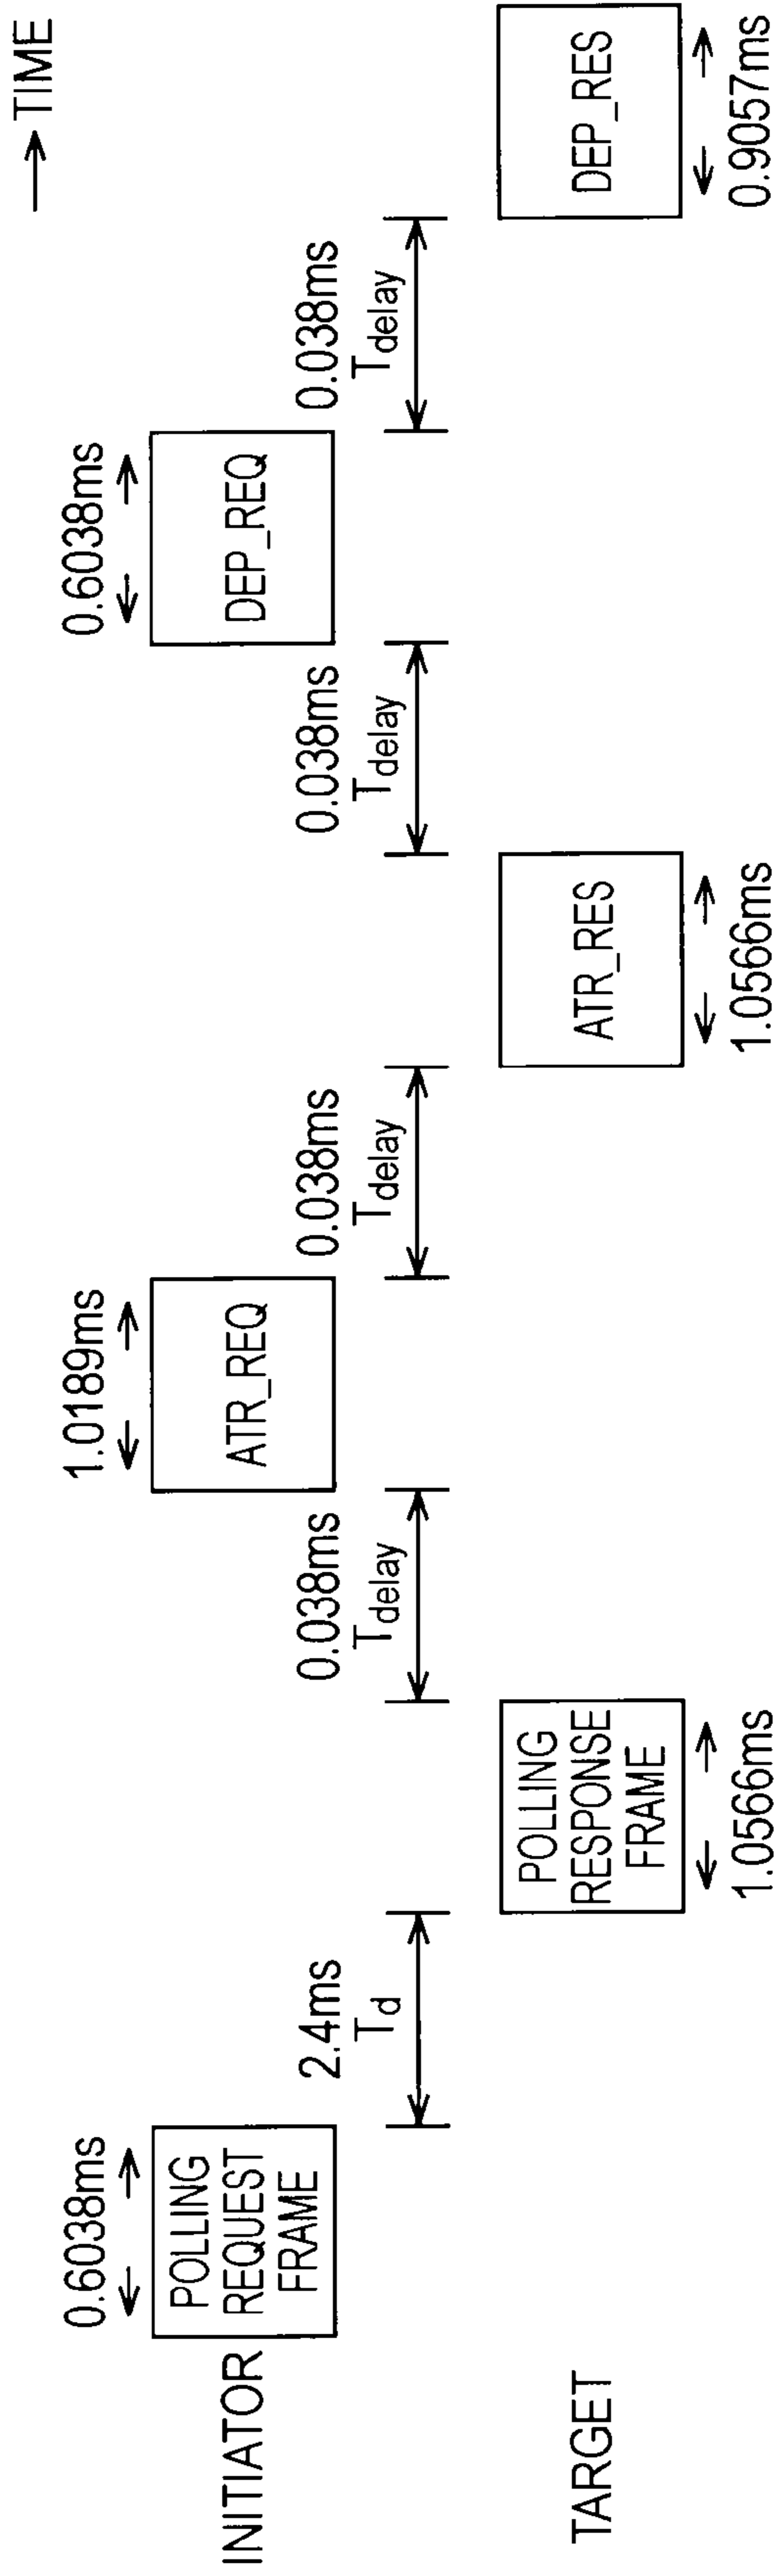 → TIME
INITIATOR
0.6038ms
POLLING
REQUEST
FRAME
2.4ms
Td
TARGET
POLLING
RESPONSE
FRAME
1.0566ms
0.038ms
Tdelay
1.0189ms
ATR_REQ
0.038ms
Tdelay
ATR_RES
1.0566ms
0.038ms
Tdelay
0.6038ms
DEP_REQ
0.038ms
Tdelay
DEP_RES
0.9057ms